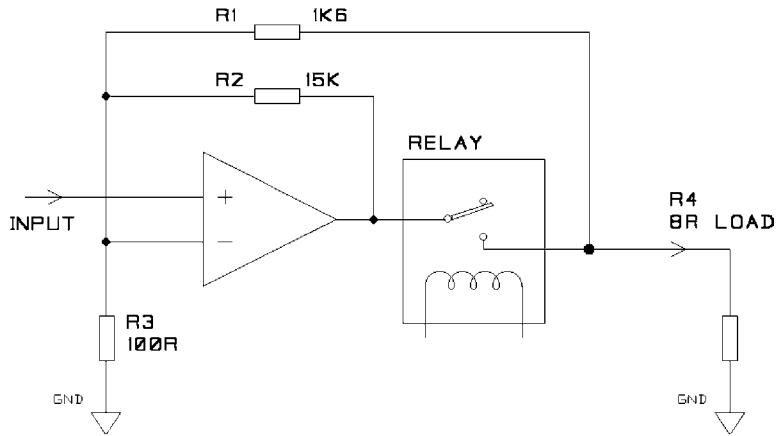 R1 1K6
R2 15K
RELAY
+
INPUT
−
R4
8R LOAD
R3
100R
GND
GND